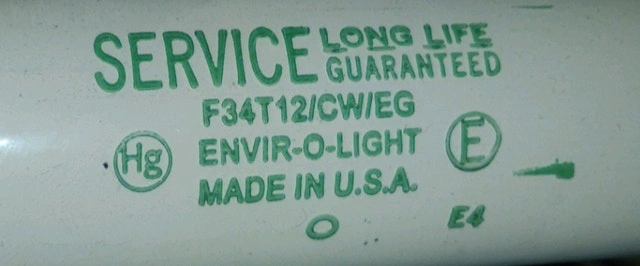 SERVICE LONG LIFE GUARANTEED
F34T12/CW/EG
Hg ENVIR-O-LIGHT E
MADE IN U.S.A.
E4